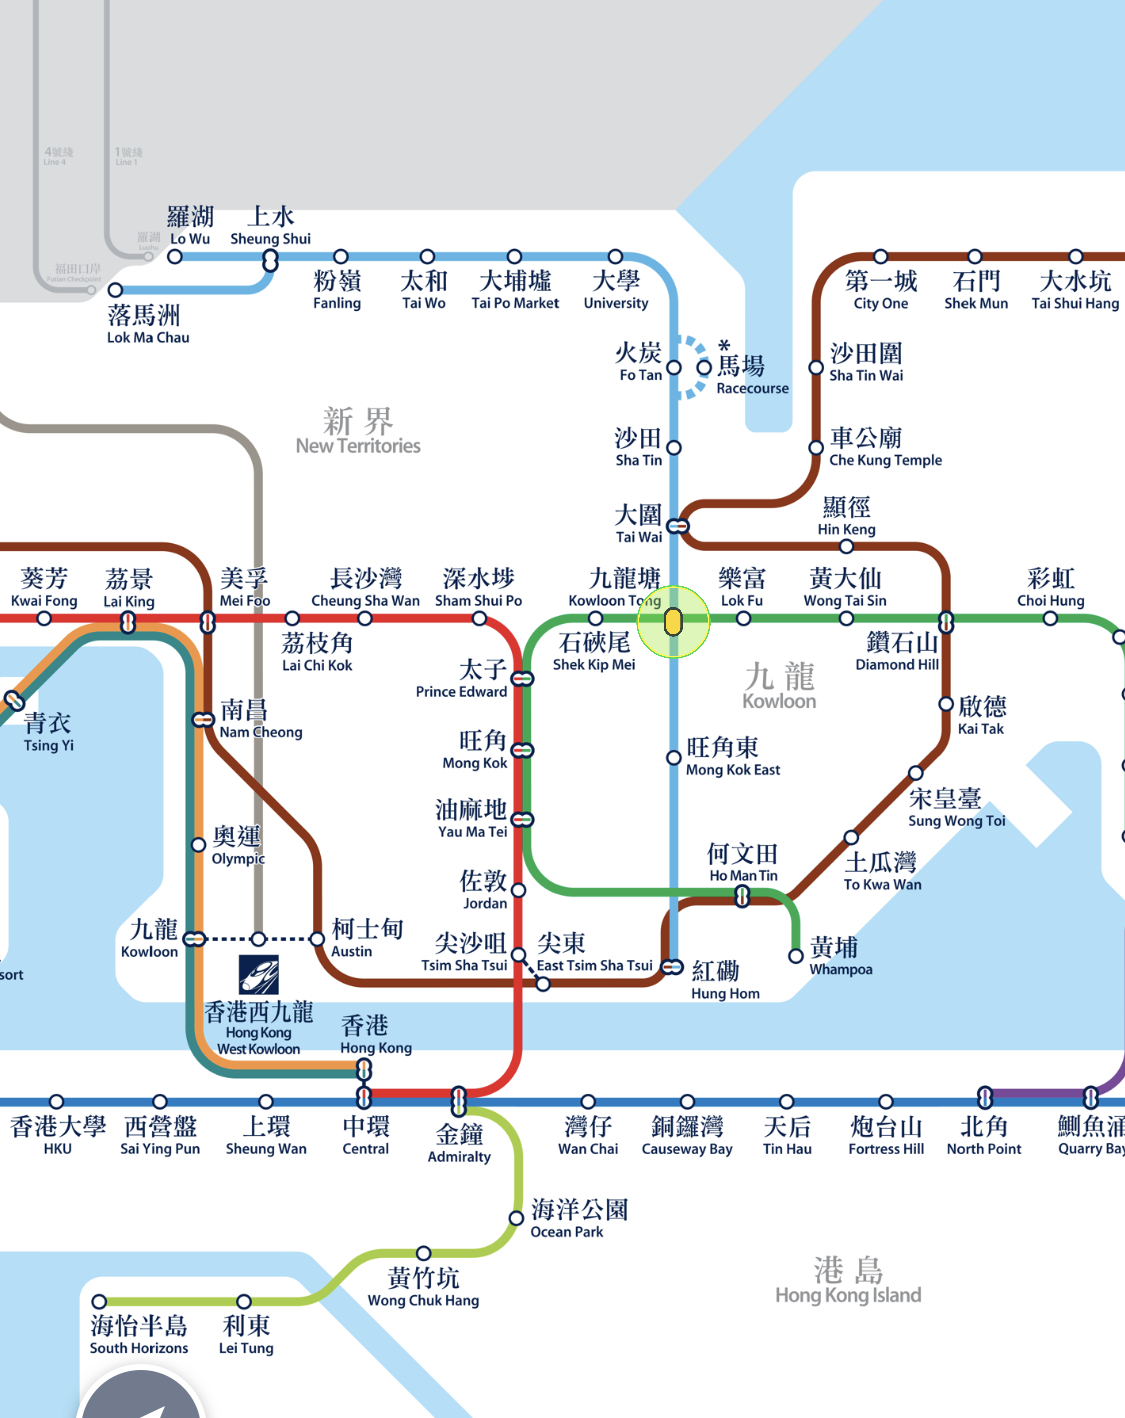 4號綫
Line 4
1號綫
Line 1
羅湖
Luohu
福田口岸
Futian Checkpoint
羅湖
Lo Wu
上水
Sheung Shui
落馬洲
Lok Ma Chau
粉嶺
Fanling
太和
Tai Wo
大埔墟
Tai Po Market
大學
University
第一城
City One
石門
Shek Mun
大水坑
Tai Shui Hang
火炭
Fo Tan
*
馬場
Racecourse
沙田圍
Sha Tin Wai
新界
New Territories
沙田
Sha Tin
車公廟
Che Kung Temple
大圍
Tai Wai
顯徑
Hin Keng
葵芳
Kwai Fong
荔景
Lai King
美孚
Mei Foo
長沙灣
Cheung Sha Wan
深水埗
Sham Shui Po
九龍塘
Kowloon Tong
樂富
Lok Fu
黃大仙
Wong Tai Sin
彩虹
Choi Hung
荔枝角
Lai Chi Kok
石硤尾
Shek Kip Mei
鑽石山
Diamond Hill
太子
Prince Edward
九龍
Kowloon
青衣
Tsing Yi
南昌
Nam Cheong
啟德
Kai Tak
旺角
Mong Kok
旺角東
Mong Kok East
宋皇臺
Sung Wong Toi
油麻地
Yau Ma Tei
奧運
Olympic
何文田
Ho Man Tin
土瓜灣
To Kwa Wan
佐敦
Jordan
九龍
Kowloon
柯士甸
Austin
尖沙咀
Tsim Sha Tsui
尖東
East Tsim Sha Tsui
紅磡
Hung Hom
黃埔
Whampoa
sort
香港西九龍
Hong Kong
West Kowloon
香港
Hong Kong
香港大學
HKU
西營盤
Sai Ying Pun
上環
Sheung Wan
中環
Central
金鐘
Admiralty
灣仔
Wan Chai
銅鑼灣
Causeway Bay
天后
Tin Hau
炮台山
Fortress Hill
北角
North Point
鰂魚涌
Quarry Bay
海洋公園
Ocean Park
黃竹坑
Wong Chuk Hang
港島
Hong Kong Island
海怡半島
South Horizons
利東
Lei Tung